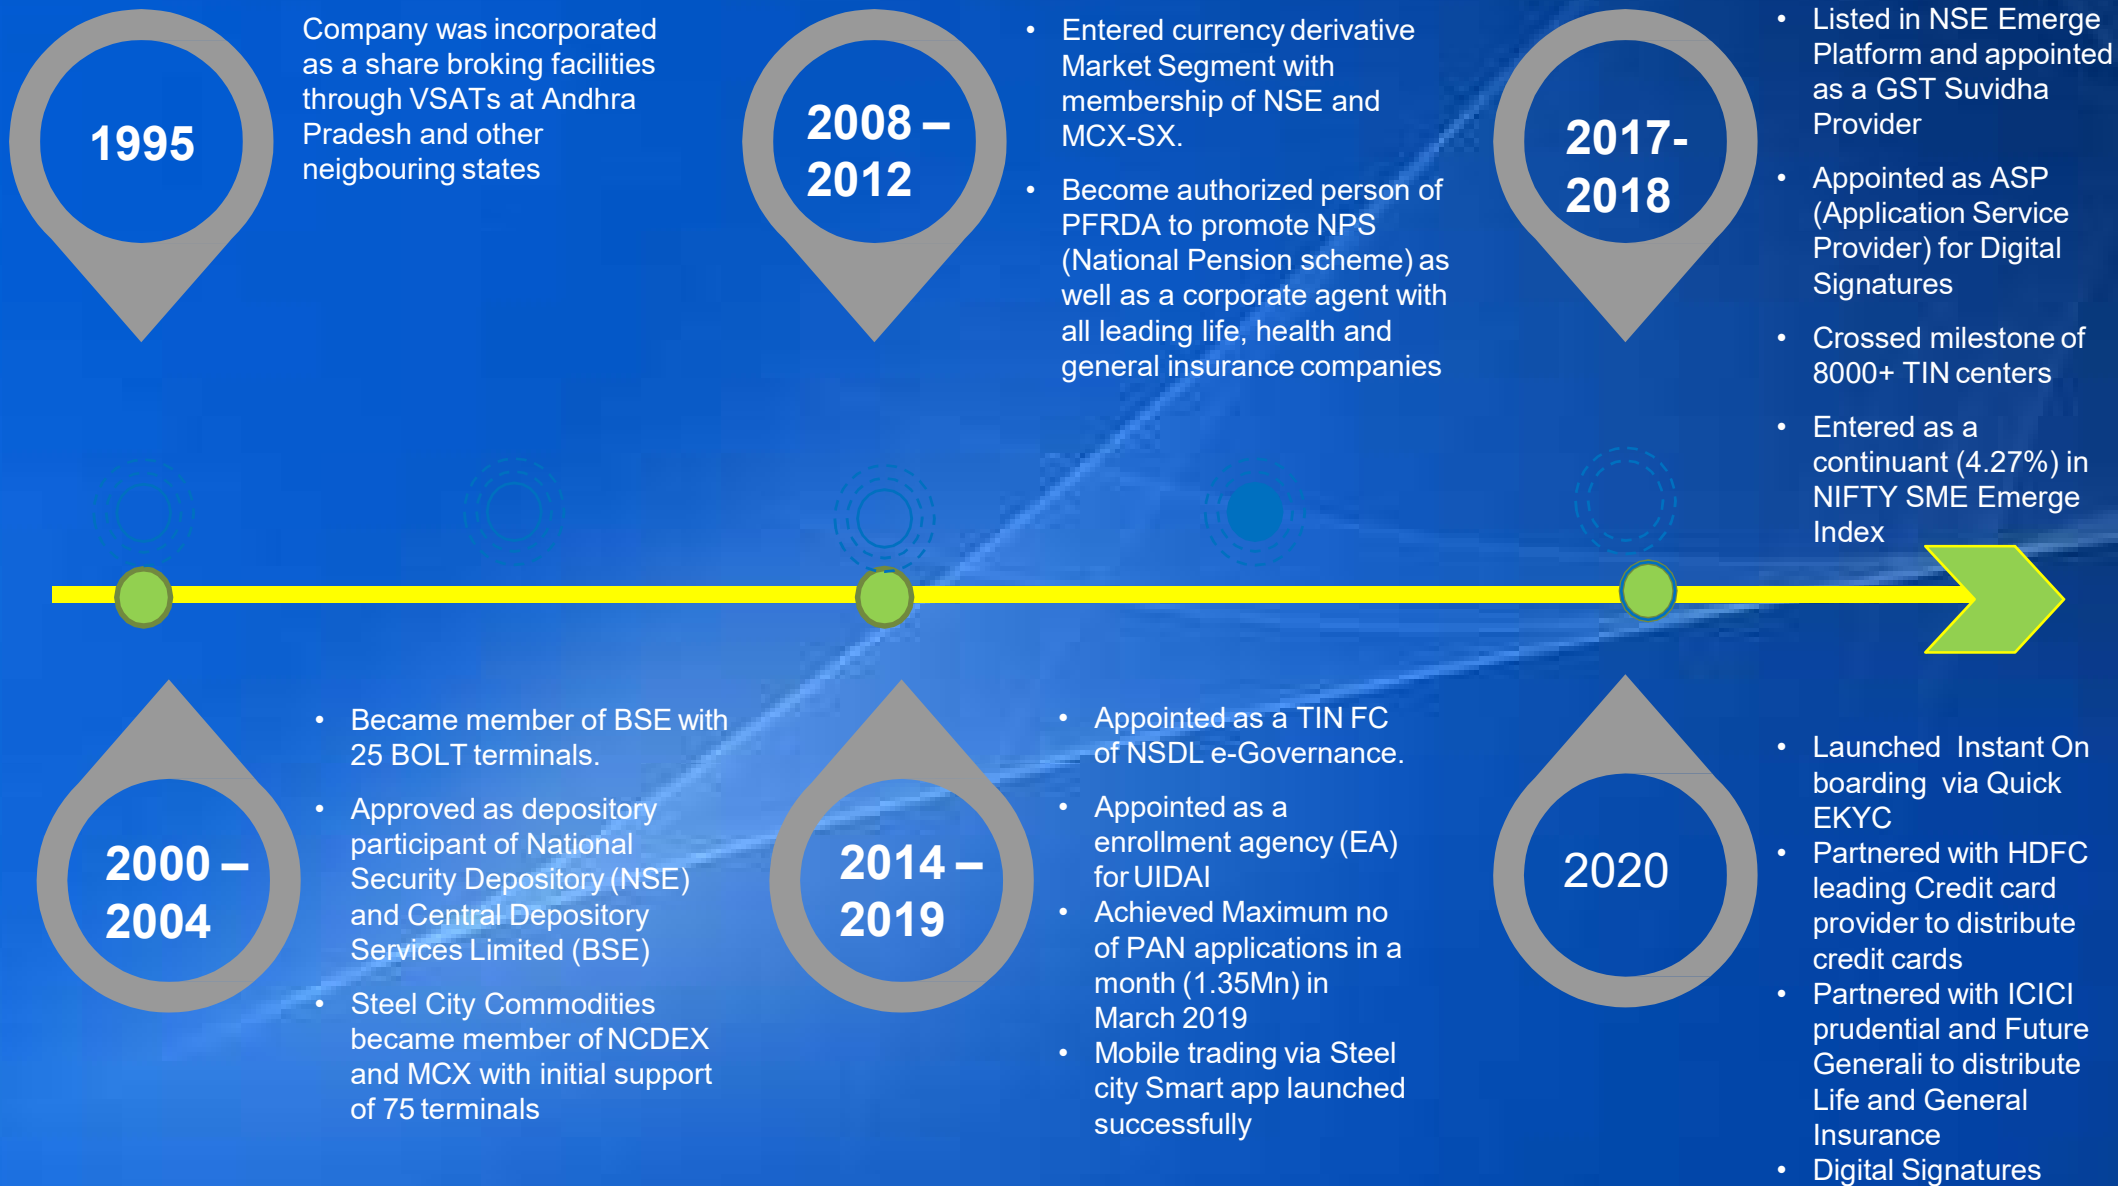 1995
Company was incorporated
as a share broking facilities
through VSATs at Andhra
Pradesh and other
neigbouring states
2008 –
2012
• Entered currency derivative
Market Segment with
membership of NSE and
MCX-SX.
• Become authorized person of
PFRDA to promote NPS
(National Pension scheme) as
well as a corporate agent with
all leading life, health and
general insurance companies
2017-
2018
• Listed in NSE Emerge
Platform and appointed
as a GST Suvidha
Provider
• Appointed as ASP
(Application Service
Provider) for Digital
Signatures
• Crossed milestone of
8000+ TIN centers
• Entered as a
continuant (4.27%) in
NIFTY SME Emerge
Index
2000 –
2004
• Became member of BSE with
25 BOLT terminals.
• Approved as depository
participant of National
Security Depository (NSE)
and Central Depository
Services Limited (BSE)
• Steel City Commodities
became member of NCDEX
and MCX with initial support
of 75 terminals
2014 –
2019
• Appointed as a TIN FC
of NSDL e-Governance.
• Appointed as a
enrollment agency (EA)
for UIDAI
• Achieved Maximum no
of PAN applications in a
month (1.35Mn) in
March 2019
• Mobile trading via Steel
city Smart app launched
successfully
2020
• Launched Instant On
boarding via Quick
EKYC
• Partnered with HDFC
leading Credit card
provider to distribute
credit cards
• Partnered with ICICI
prudential and Future
Generali to distribute
Life and General
Insurance
• Digital Signatures